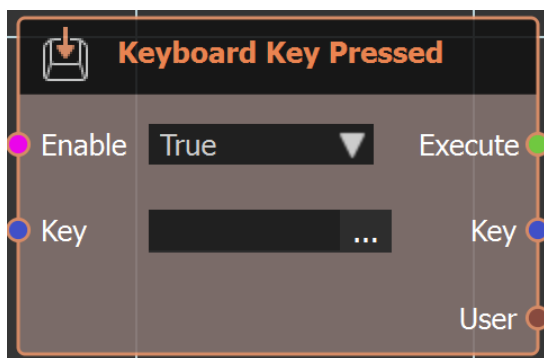 Keyboard Key Pressed
Enable True Execute
Key ... Key
User